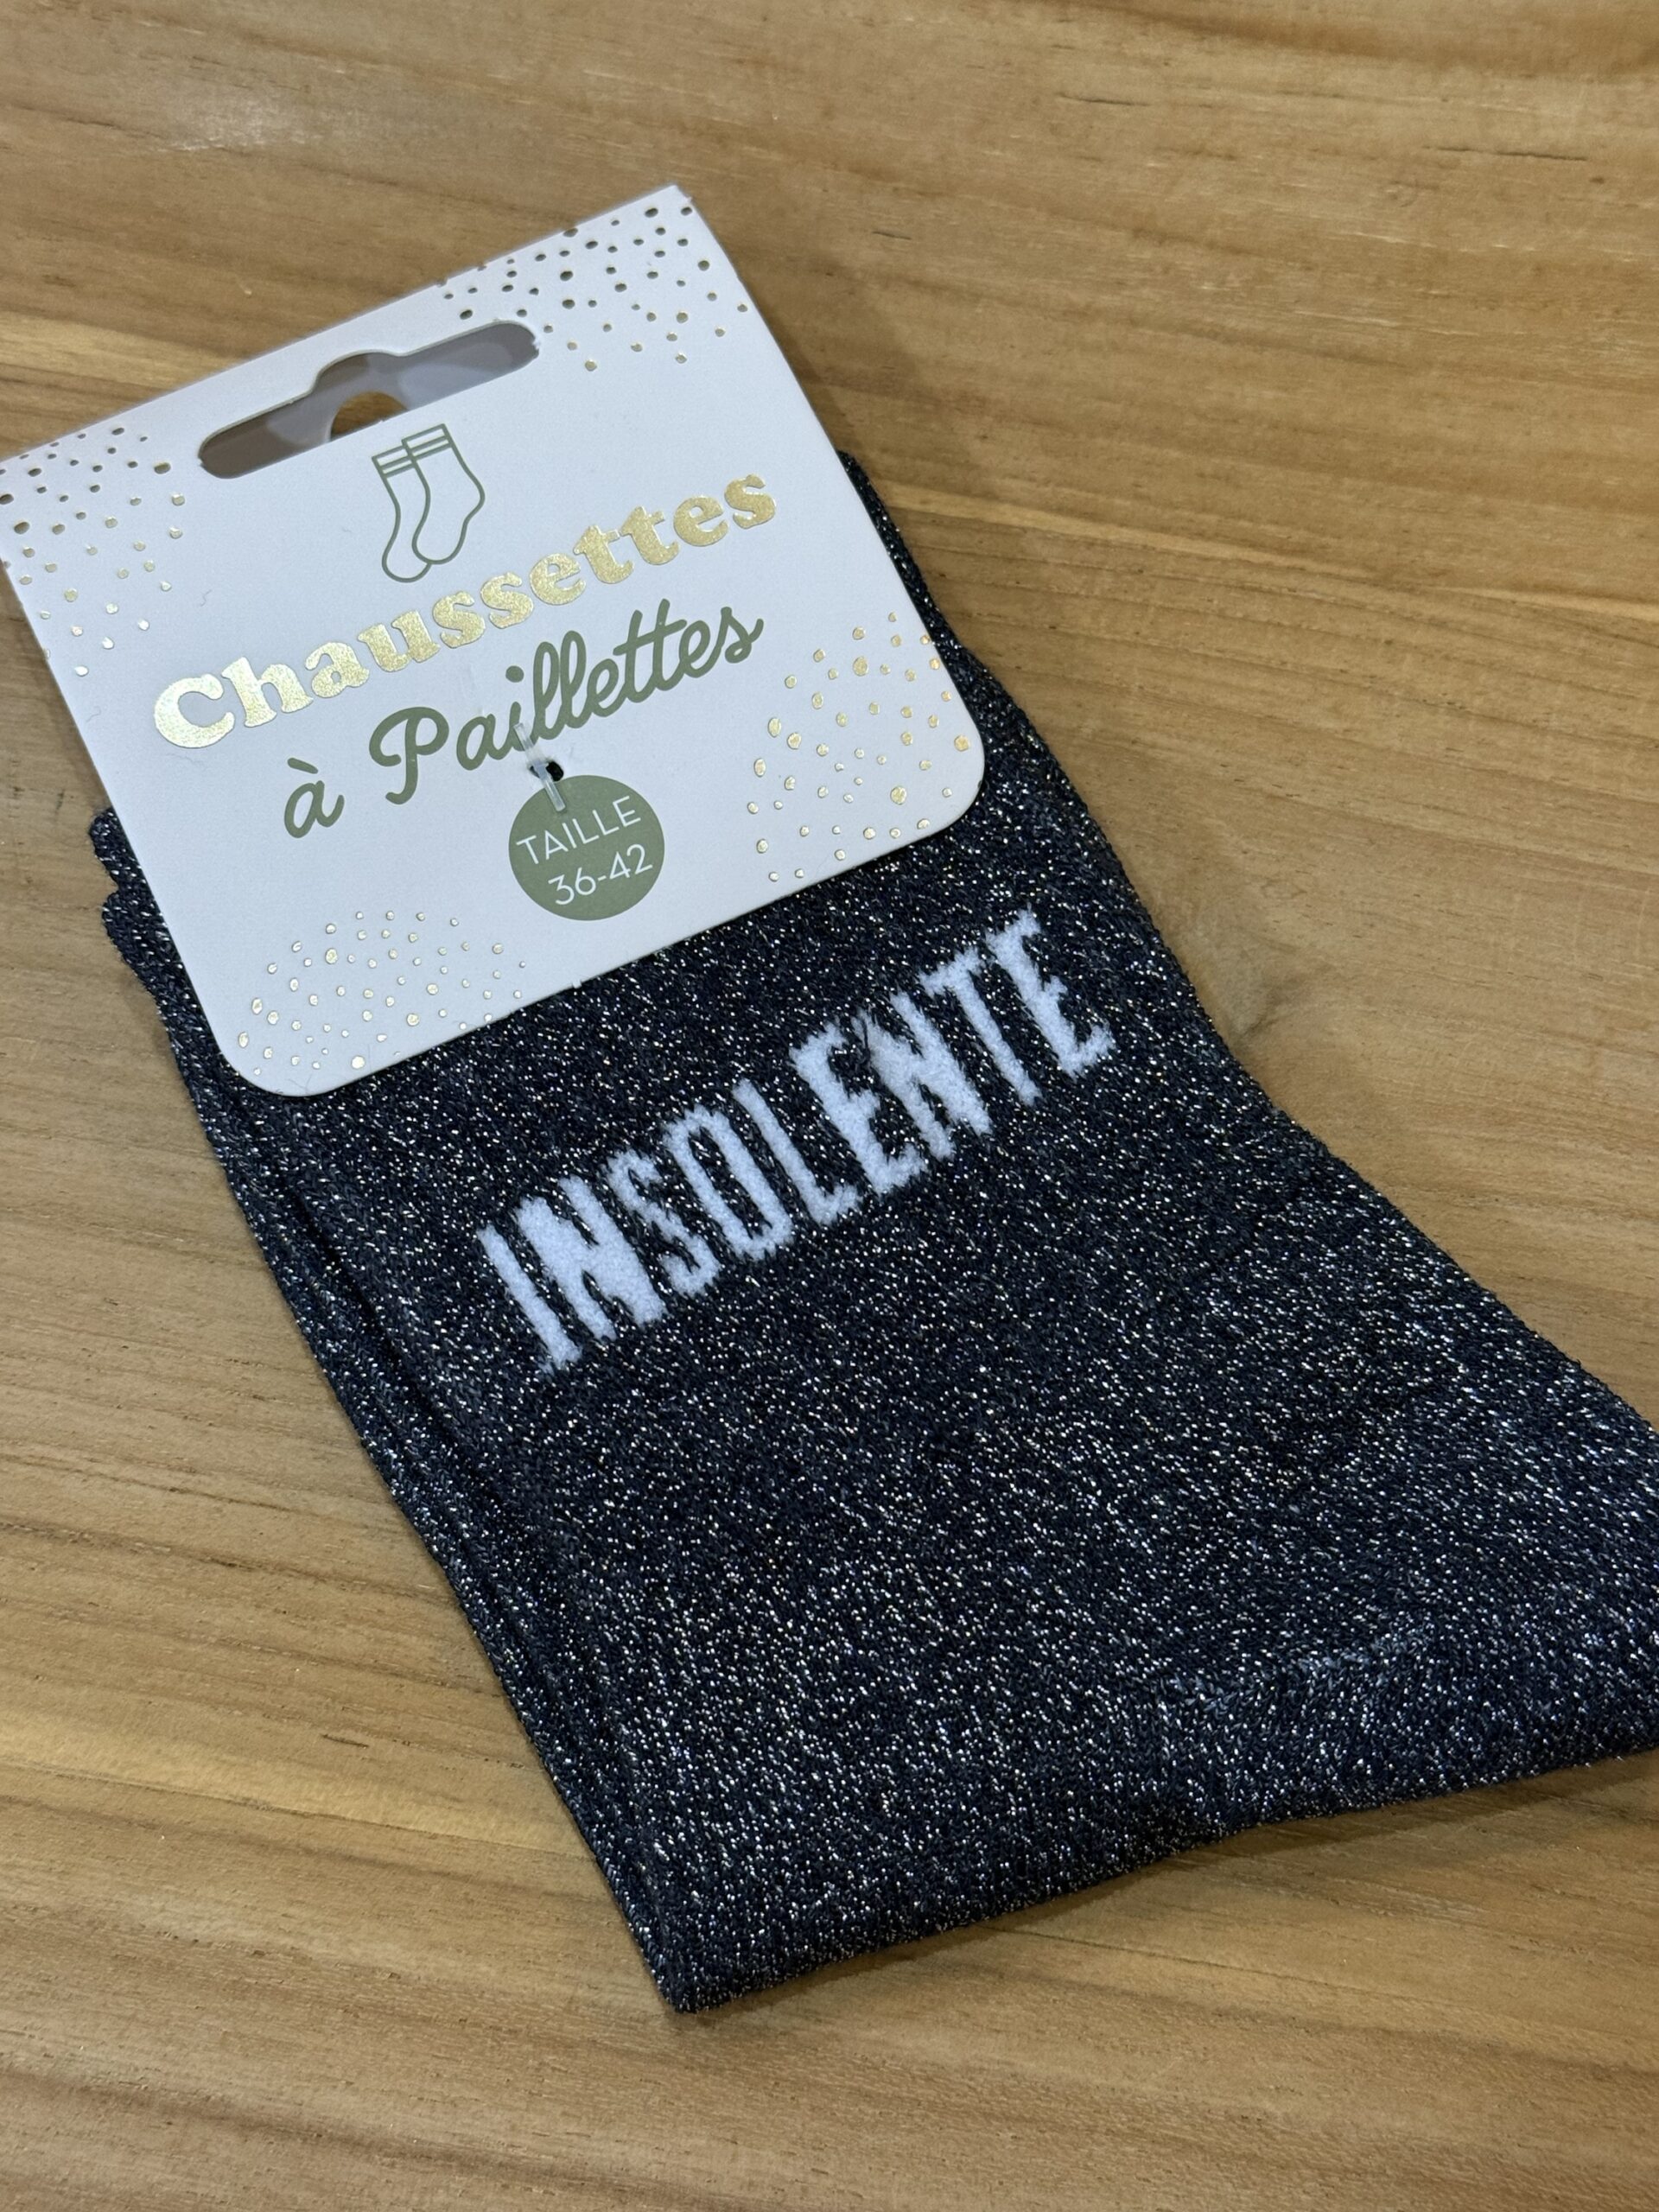 Chaussettes
à Paillettes
TAILLE
36-42
INSOLENTE